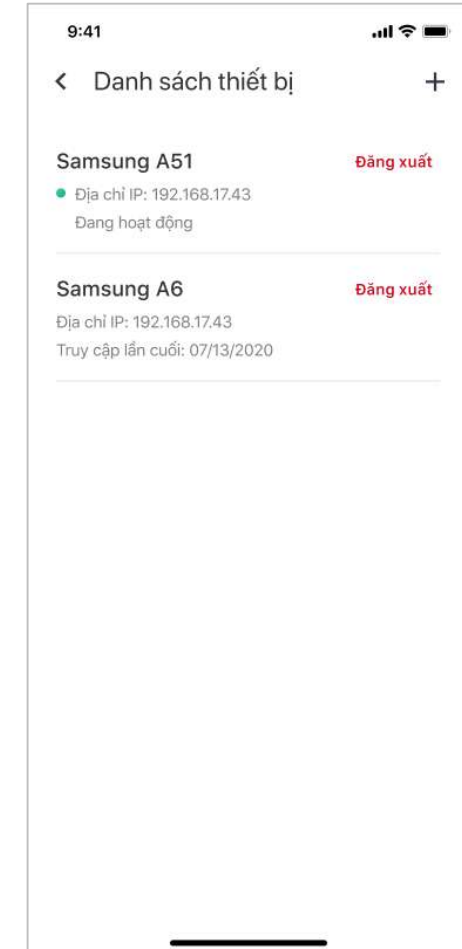 9:41
Danh sách thiết bị
Samsung A51 Đăng xuất
Địa chỉ IP: 192.168.17.43
Đang hoạt động
Samsung A6 Đăng xuất
Địa chỉ IP: 192.168.17.43
Truy cập lần cuối: 07/13/2020